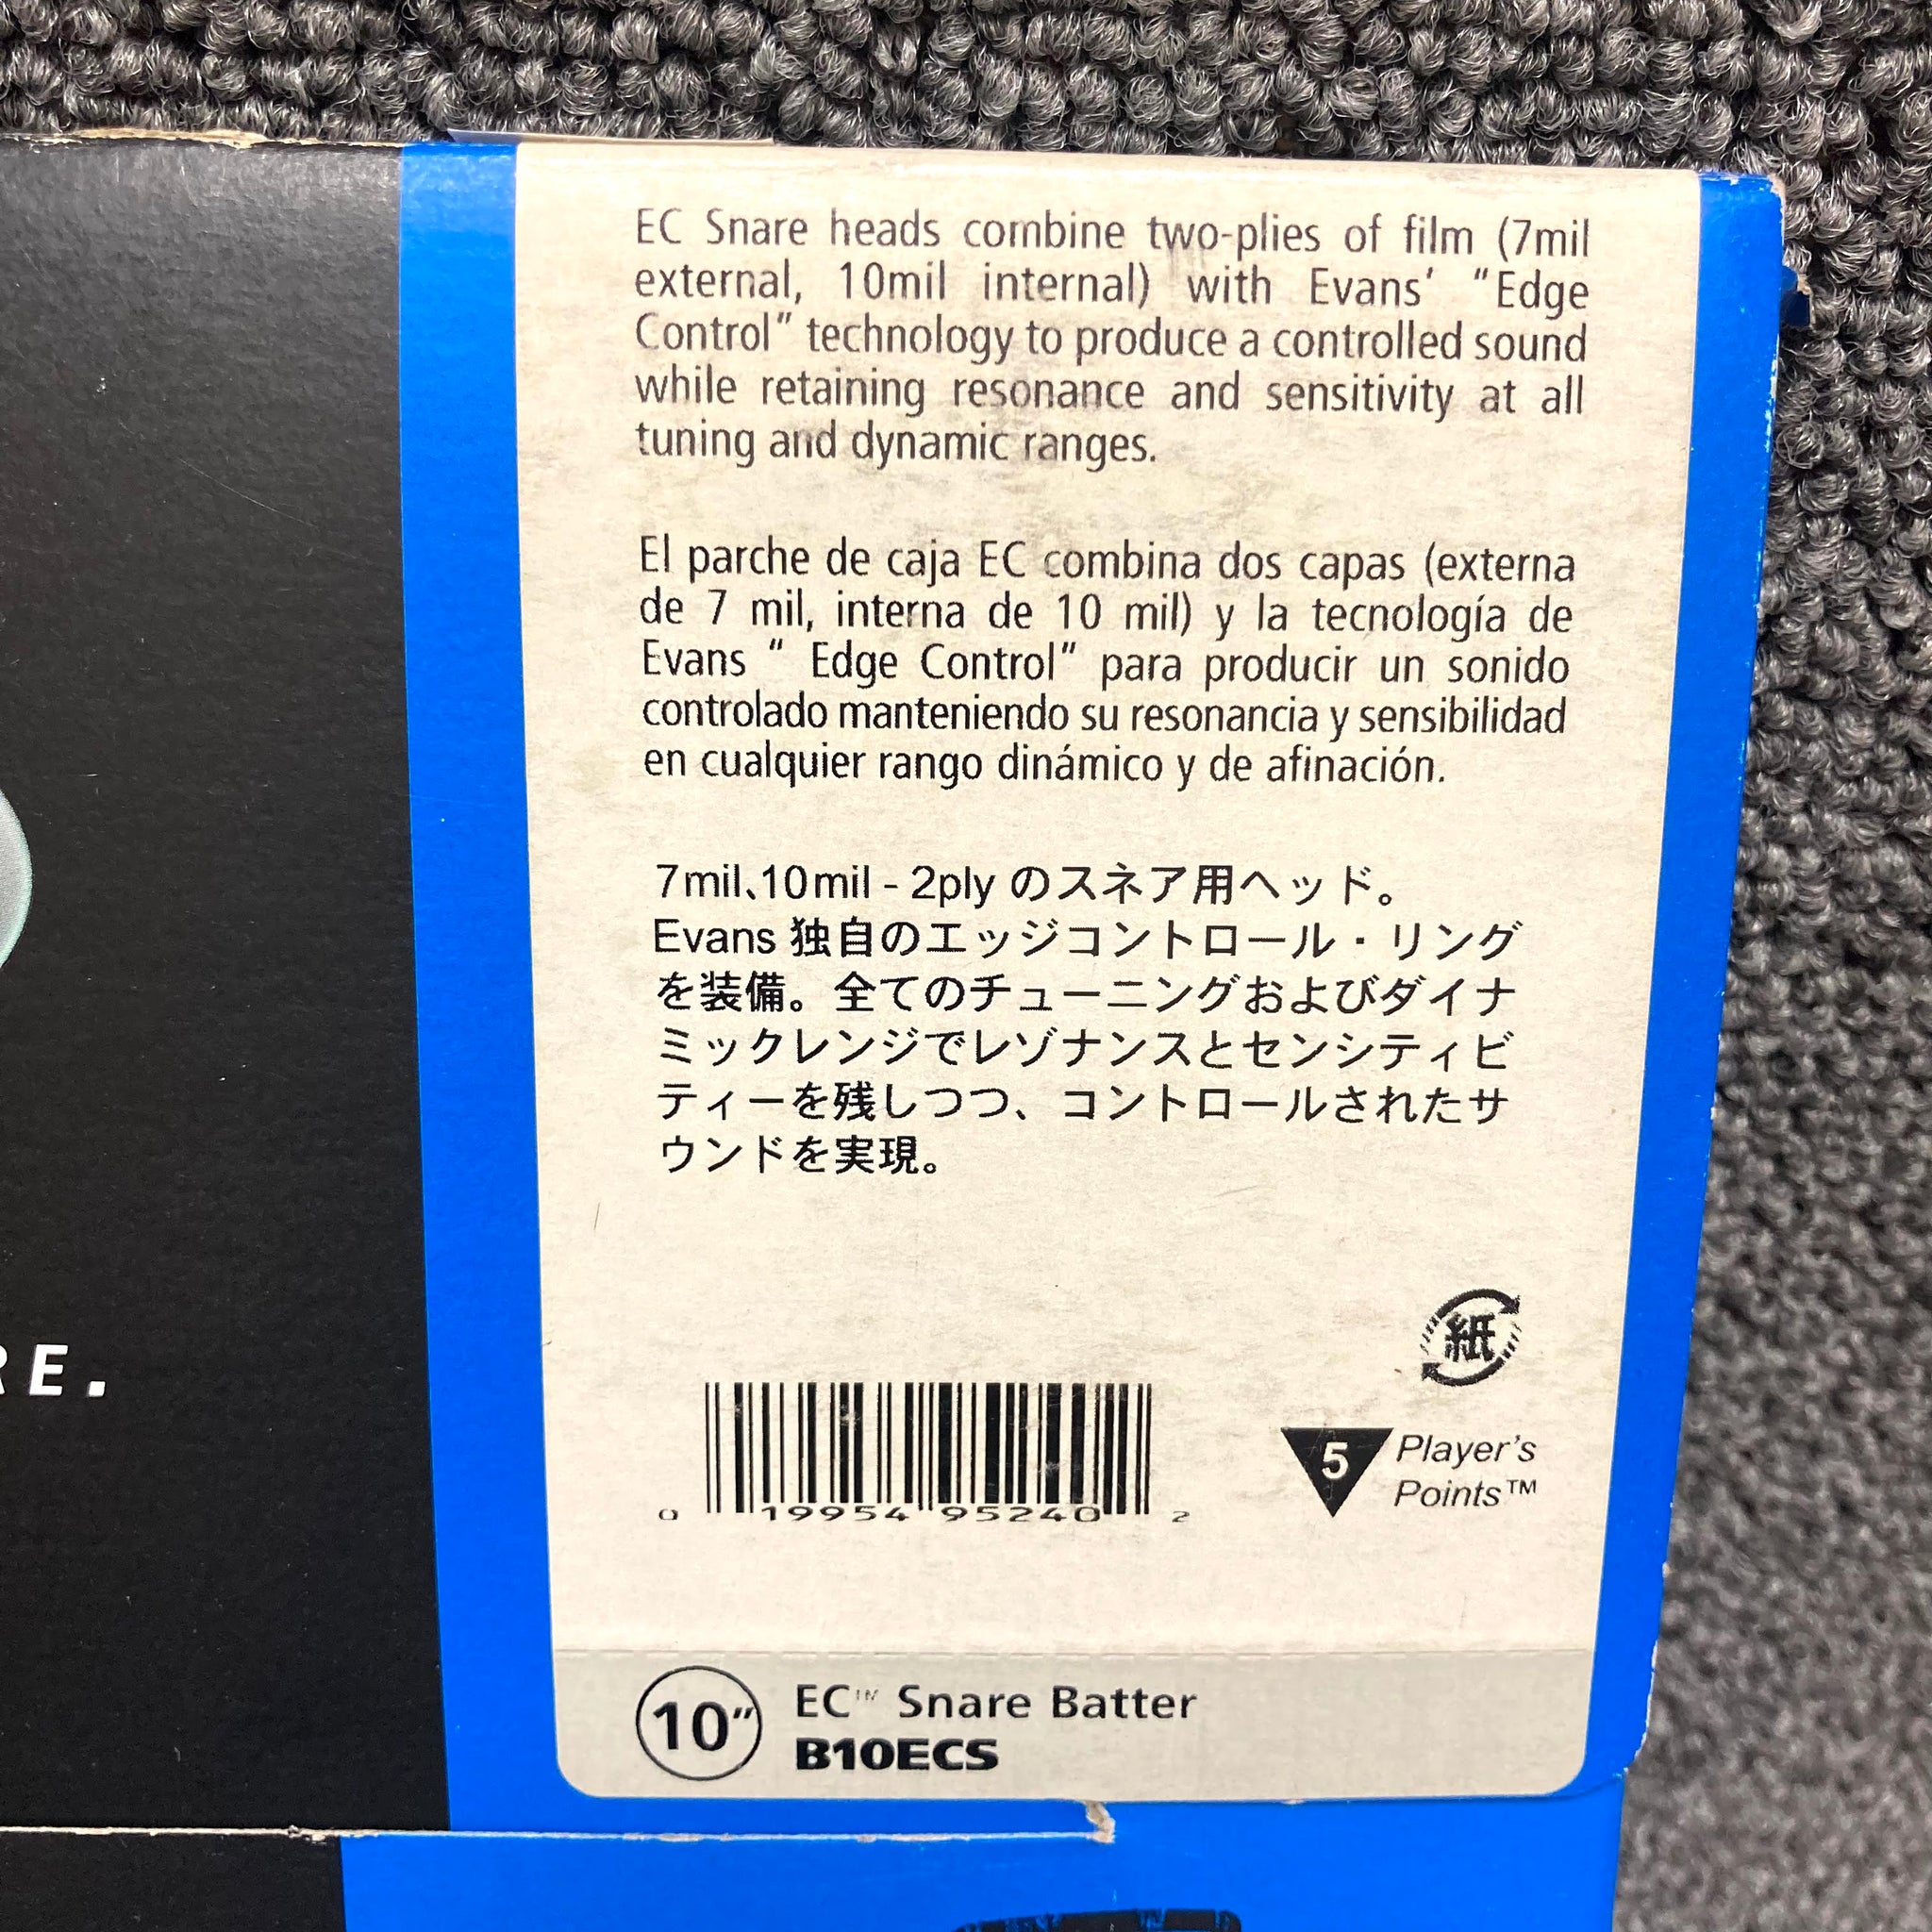 EC Snare heads combine two-plies of film (7mil
external, 10mil internal) with Evans' "Edge
Control" technology to produce a controlled sound
while retaining resonance and sensitivity at all
tuning and dynamic ranges.
El parche de caja EC combina dos capas (externa
de 7 mil, interna de 10 mil) y la tecnología de
Evans " Edge Control" para producir un sonido
controlado manteniendo su resonancia y sensibilidad
en cualquier rango dinámico y de afinación.
7mil、10mil - 2ply のスネア用ヘッド。
Evans 独自のエッジコントロール・リング
を装備。全てのチューニングおよびダイナ
ミックレンジでレゾナンスとセンシティビ
ティーを残しつつ、コントロールされたサ
ウンドを実現。
紙
RE.
5 Player's
Points™
0 19954 95240 2
10" EC™ Snare Batter
B10ECS